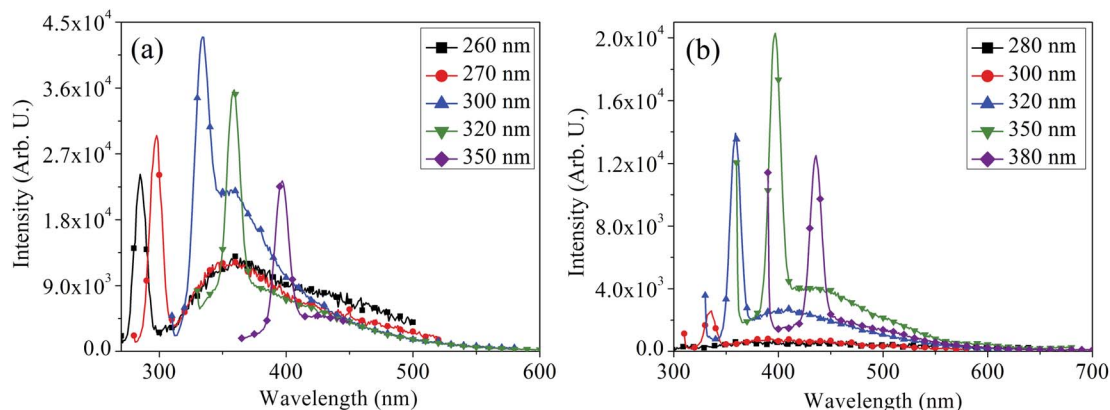 (a)
260 nm
270 nm
300 nm
320 nm
350 nm
4.5x10⁴
3.6x10⁴
2.7x10⁴
1.8x10⁴
9.0x10³
0.0
Intensity (Arb. U.)
300 400 500 600
Wavelength (nm)
(b)
280 nm
300 nm
320 nm
350 nm
380 nm
2.0x10⁴
1.6x10⁴
1.2x10⁴
8.0x10³
4.0x10³
0.0
Intensity (Arb. U.)
300 400 500 600 700
Wavelength (nm)